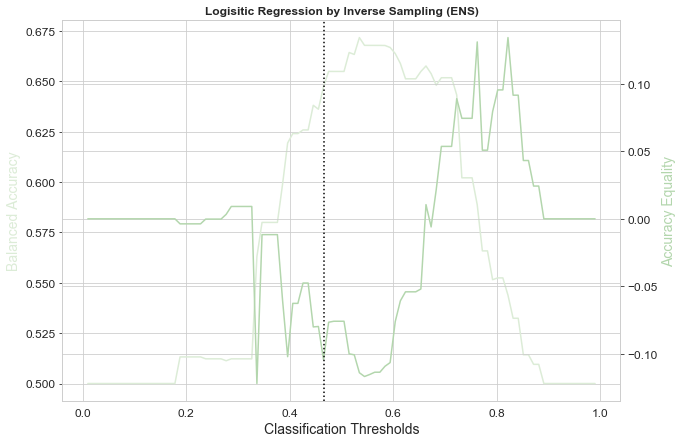 Logisitic Regression by Inverse Sampling (ENS)
0.675
0.650
0.625
0.600
0.575
0.550
0.525
0.500
Balanced Accuracy
0.10
0.05
0.00
−0.05
−0.10
Accuracy Equality
0.0 0.2 0.4 0.6 0.8 1.0
Classification Thresholds